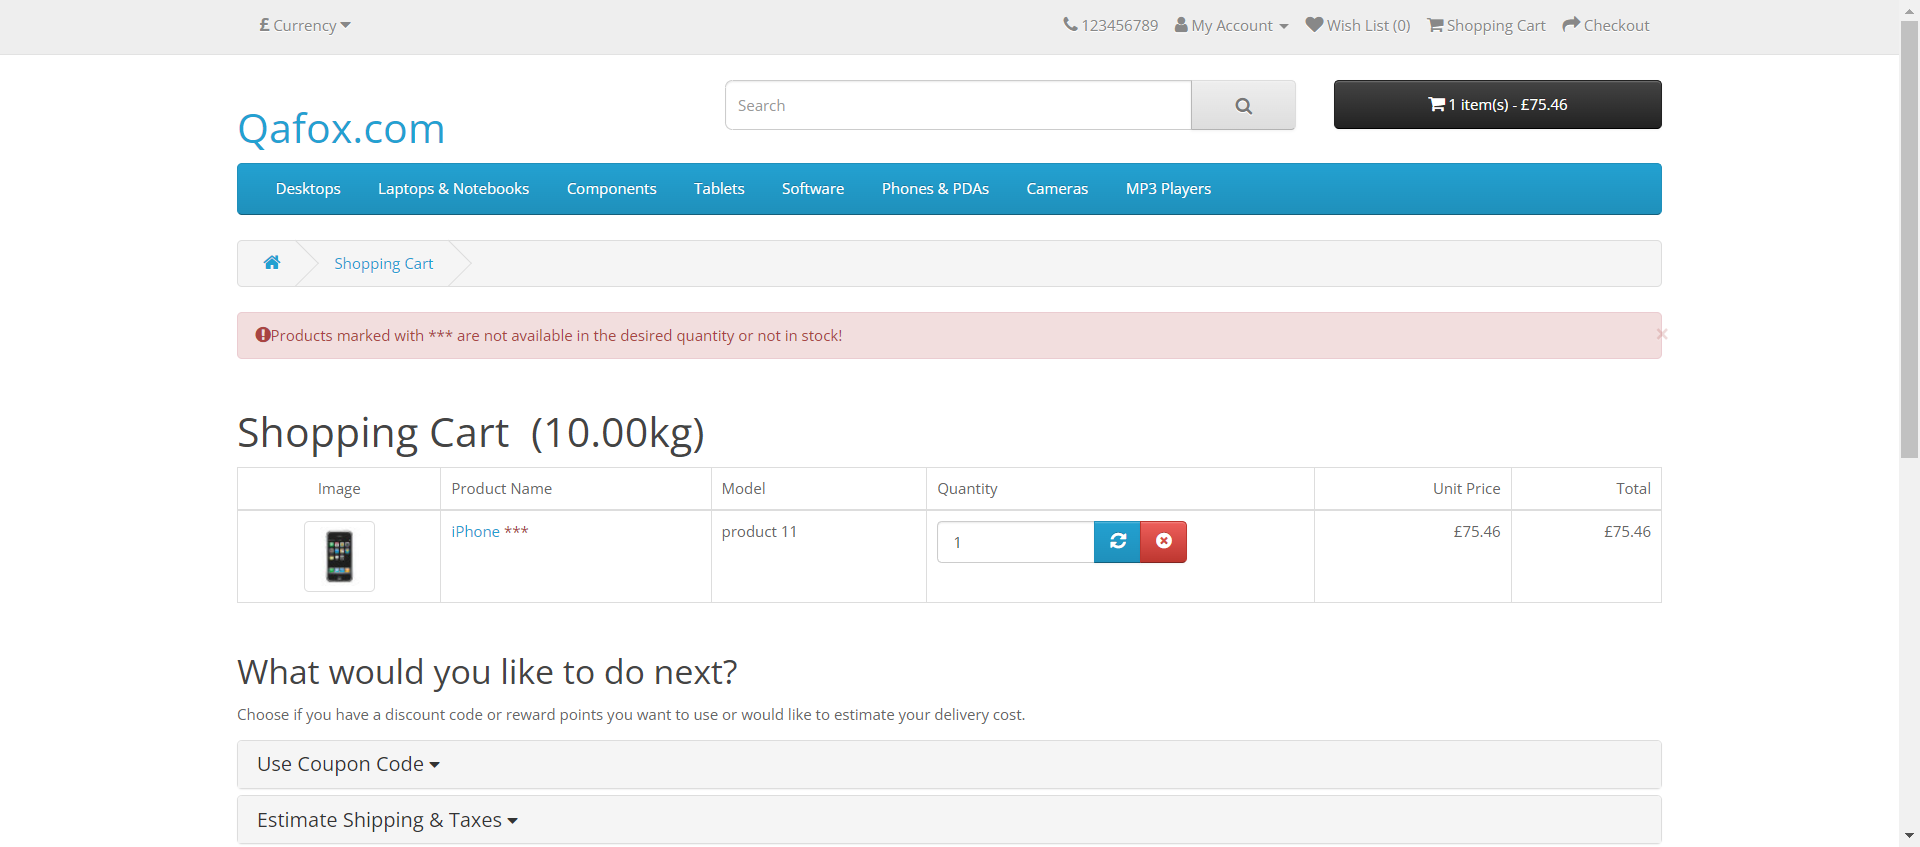 £ Currency
123456789 My Account Wish List (0) Shopping Cart Checkout
Qafox.com
Search
1 item(s) - £75.46
Desktops Laptops & Notebooks Components Tablets Software Phones & PDAs Cameras MP3 Players
Shopping Cart
Products marked with *** are not available in the desired quantity or not in stock!
×
Shopping Cart (10.00kg)
Image Product Name Model Quantity Unit Price Total
iPhone *** product 11 1 £75.46 £75.46
What would you like to do next?
Choose if you have a discount code or reward points you want to use or would like to estimate your delivery cost.
Use Coupon Code
Estimate Shipping & Taxes